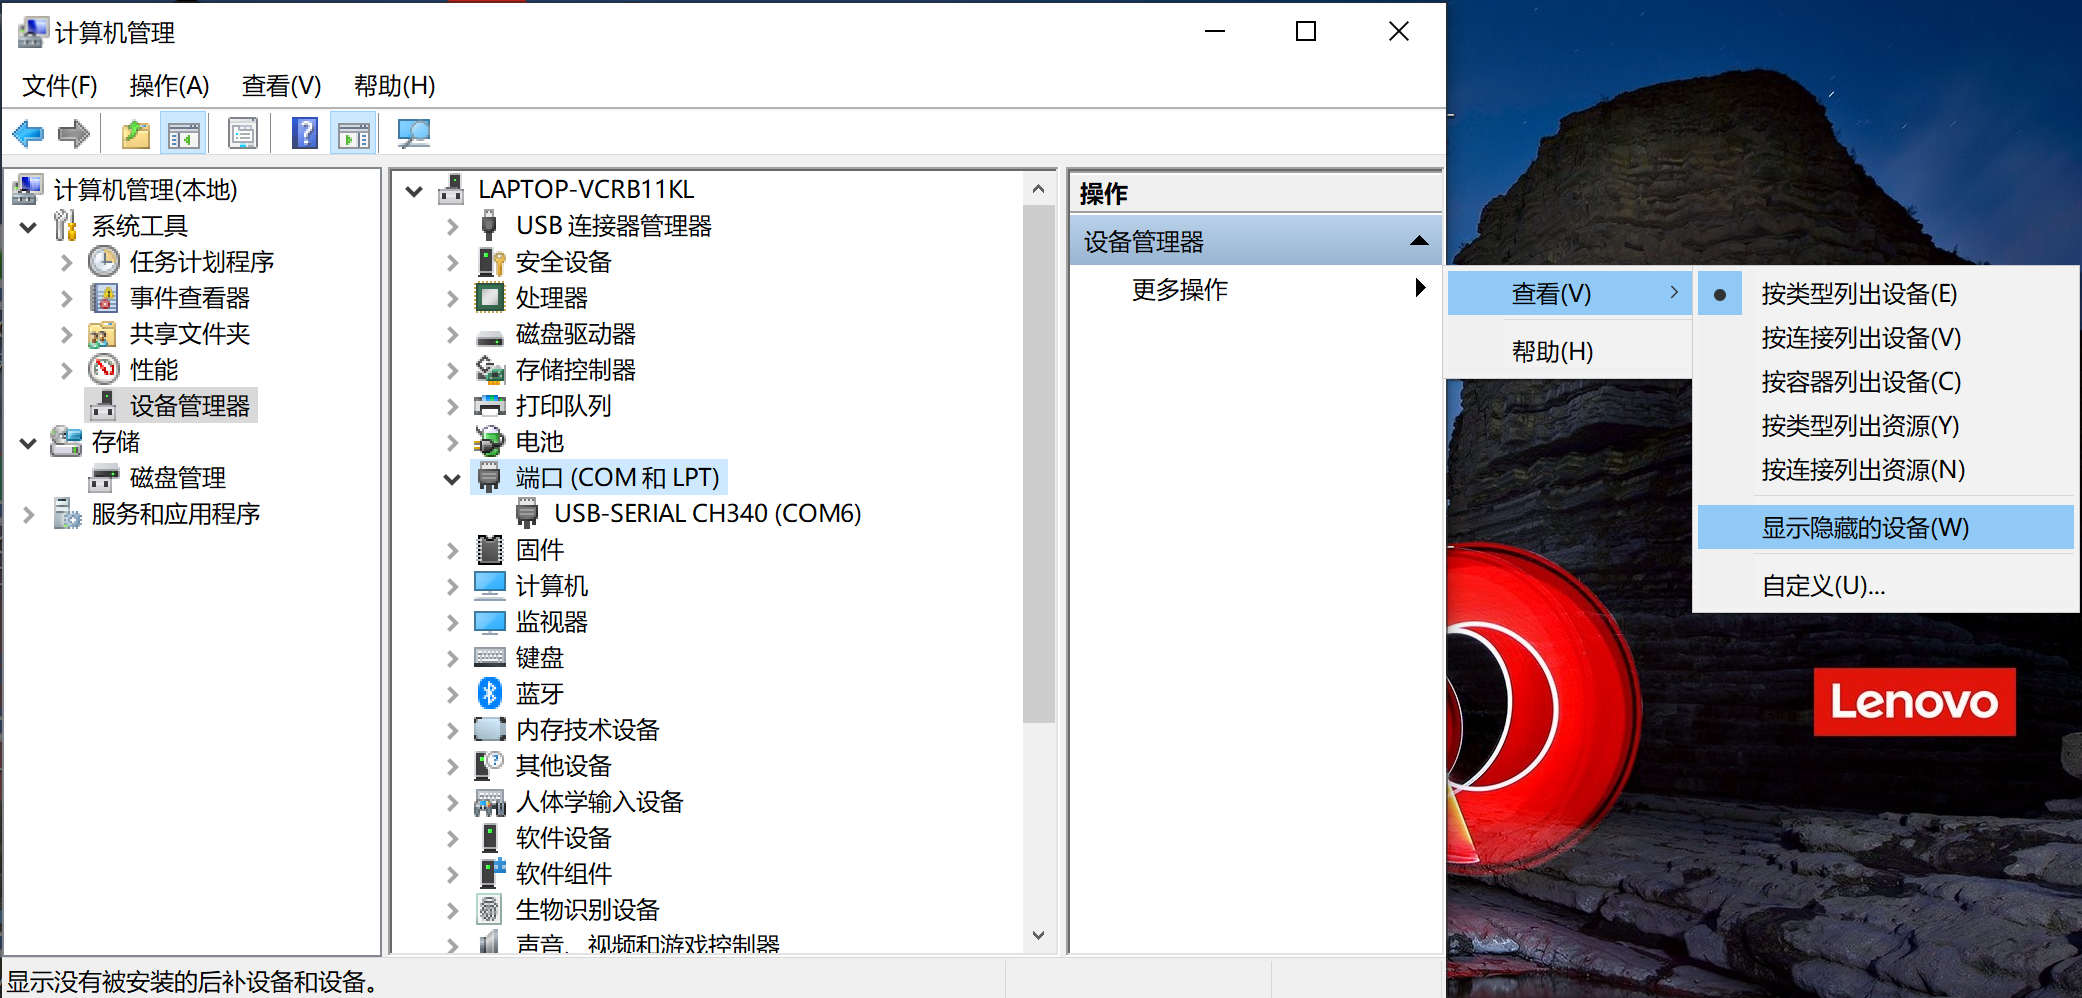 计算机管理
文件(F) 操作(A) 查看(V) 帮助(H)
计算机管理(本地)
系统工具
任务计划程序
事件查看器
共享文件夹
性能
设备管理器
存储
磁盘管理
服务和应用程序
LAPTOP-VCRB11KL
USB 连接器管理器
安全设备
处理器
磁盘驱动器
存储控制器
打印队列
电池
端口 (COM 和 LPT)
USB-SERIAL CH340 (COM6)
固件
计算机
监视器
键盘
蓝牙
内存技术设备
其他设备
人体学输入设备
软件设备
软件组件
生物识别设备
声音、视频和游戏控制器
操作
设备管理器
更多操作
查看(V)
帮助(H)
按类型列出设备(E)
按连接列出设备(V)
按容器列出设备(C)
按类型列出资源(Y)
按连接列出资源(N)
显示隐藏的设备(W)
自定义(U)...
Lenovo
显示没有被安装的后补设备和设备。